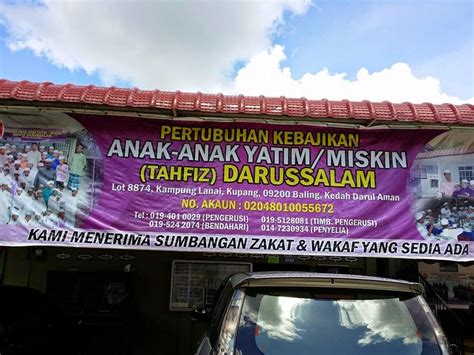 PERTUBUHAN KEBAJIKAN
ANAK-ANAK YATIM/MISKIN
(TAHFIZ) DARUSSALAM
Lot 8874, Kampung Lanai, Kupang, 09200 Baling, Kedah Darul Aman
NO. AKAUN : 02048010055672
Tel : 019-401 0029 (PENGERUSI) 019-5128081 (TIMB. PENGERUSI)
019-524 2074 (BENDAHARI) 014-7230934 (PENYELIA)
KAMI MENERIMA SUMBANGAN ZAKAT & WAKAF YANG SEDIA ADA